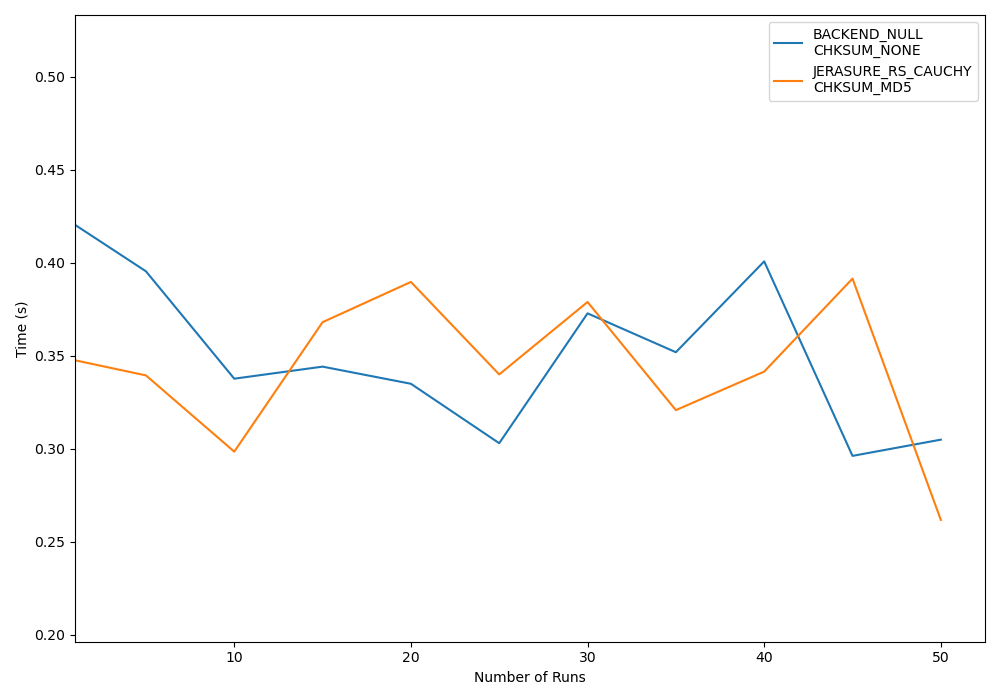 BACKEND_NULL
CHKSUM_NONE
JERASURE_RS_CAUCHY
CHKSUM_MD5
0.50
0.45
0.40
0.35
0.30
0.25
0.20
Time (s)
10 20 30 40 50
Number of Runs